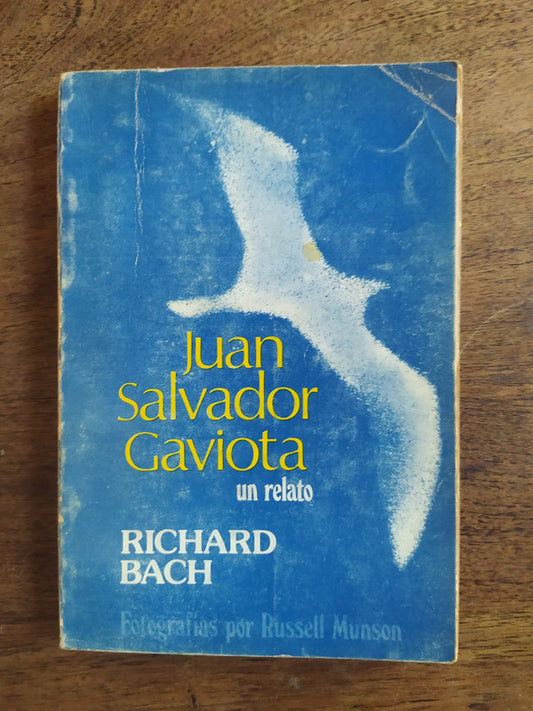 Juan
Salvador
Gaviota
un relato
RICHARD
BACH
Fotografías por Russell Munson